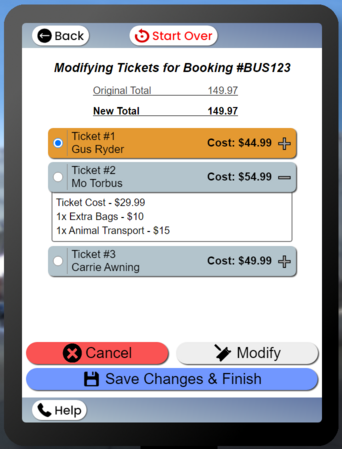 Back
Start Over
Modifying Tickets for Booking #BUS123
Original Total 149.97
New Total 149.97
Ticket #1
Gus Ryder
Cost: $44.99
Ticket #2
Mo Torbus
Cost: $54.99
Ticket Cost - $29.99
1x Extra Bags - $10
1x Animal Transport - $15
Ticket #3
Carrie Awning
Cost: $49.99
Cancel
Modify
Save Changes & Finish
Help